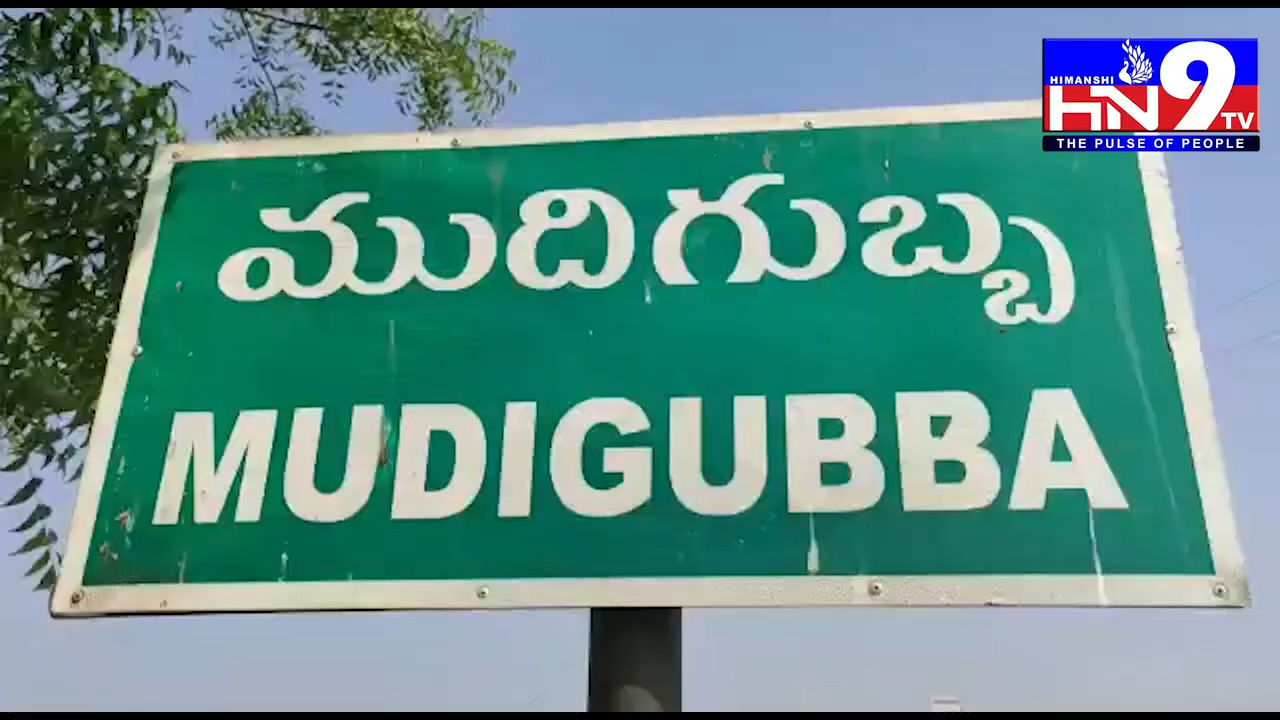 HIMANSHI
HN9TV
THE PULSE OF PEOPLE
ముదిగుబ్బ
MUDIGUBBA